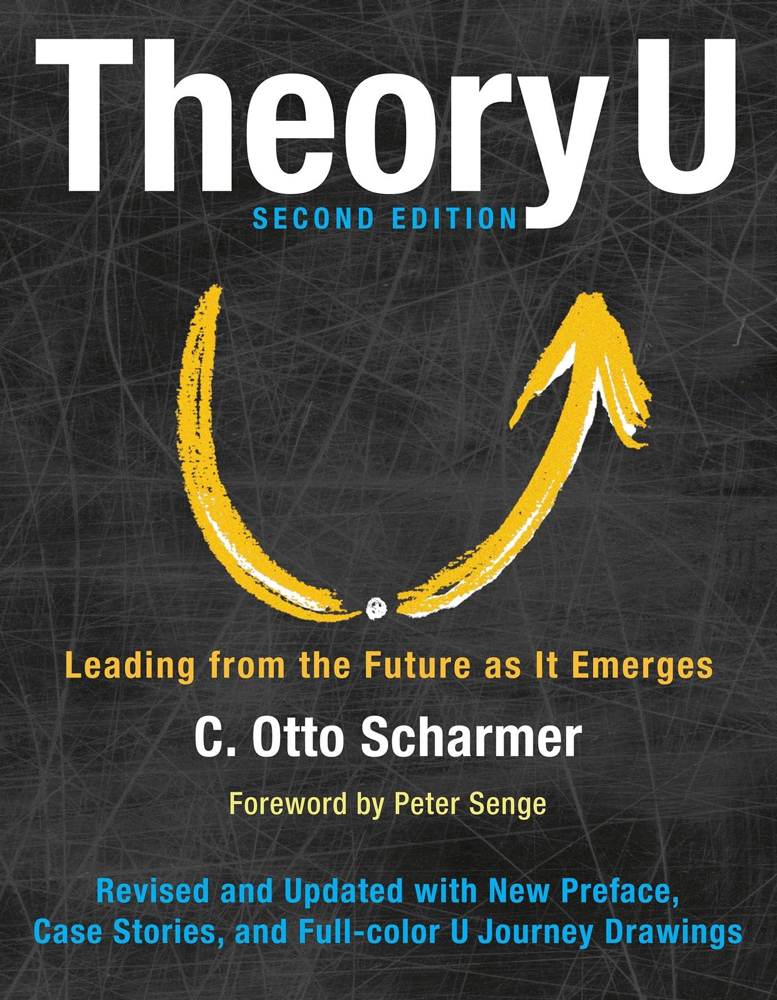 Theory U
SECOND EDITION
Leading from the Future as It Emerges
C. Otto Scharmer
Foreword by Peter Senge
Revised and Updated with New Preface,
Case Stories, and Full-color U Journey Drawings